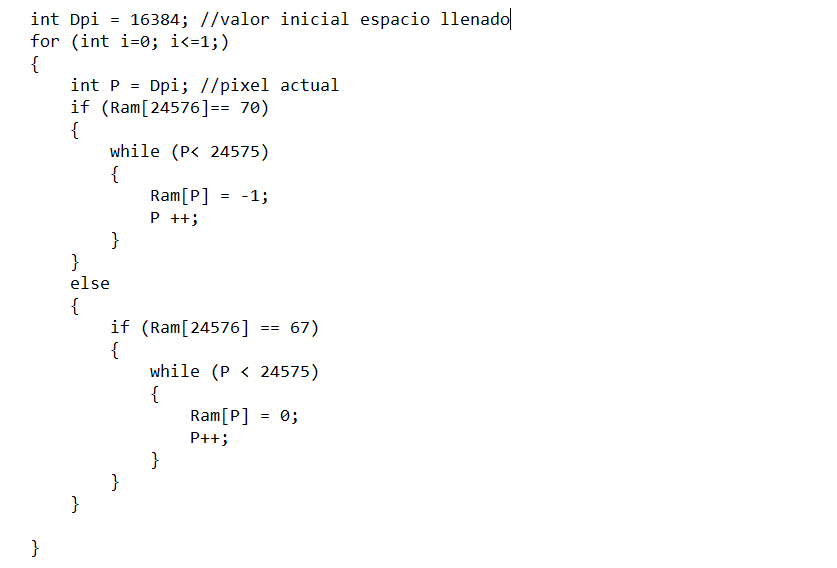 int Dpi = 16384; //valor inicial espacio llenado
for (int i=0; i<=1;)
{
    int P = Dpi; //pixel actual
    if (Ram[24576]== 70)
    {
        while (P< 24575)
        {
            Ram[P] = -1;
            P ++;
        }
    }
    else
    {
        if (Ram[24576] == 67)
        {
            while (P < 24575)
            {
                Ram[P] = 0;
                P++;
            }
        }
    }
}